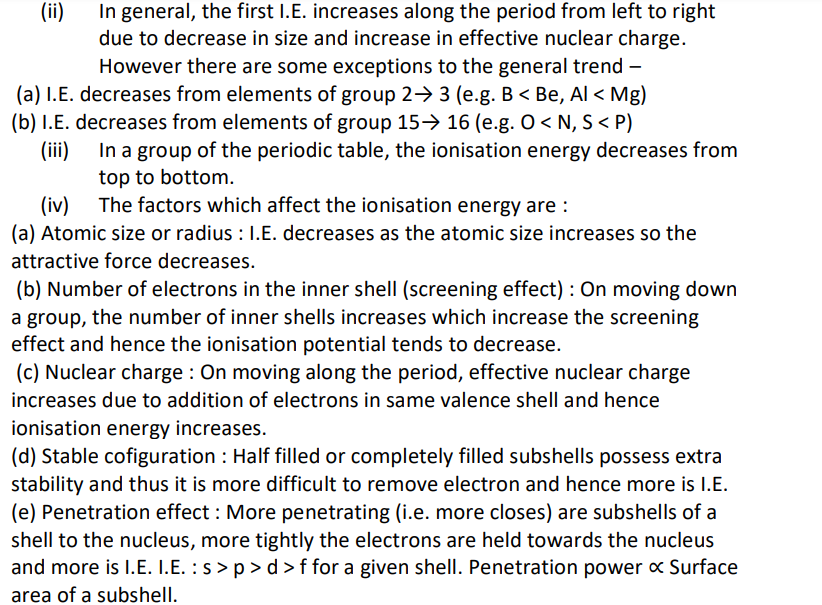 (ii) In general, the first I.E. increases along the period from left to right
due to decrease in size and increase in effective nuclear charge.
However there are some exceptions to the general trend –
(a) I.E. decreases from elements of group 2→ 3 (e.g. B < Be, Al < Mg)
(b) I.E. decreases from elements of group 15→ 16 (e.g. O < N, S < P)
(iii) In a group of the periodic table, the ionisation energy decreases from
top to bottom.
(iv) The factors which affect the ionisation energy are :
(a) Atomic size or radius : I.E. decreases as the atomic size increases so the
attractive force decreases.
(b) Number of electrons in the inner shell (screening effect) : On moving down
a group, the number of inner shells increases which increase the screening
effect and hence the ionisation potential tends to decrease.
(c) Nuclear charge : On moving along the period, effective nuclear charge
increases due to addition of electrons in same valence shell and hence
ionisation energy increases.
(d) Stable cofiguration : Half filled or completely filled subshells possess extra
stability and thus it is more difficult to remove electron and hence more is I.E.
(e) Penetration effect : More penetrating (i.e. more closes) are subshells of a
shell to the nucleus, more tightly the electrons are held towards the nucleus
and more is I.E. I.E. : s > p > d > f for a given shell. Penetration power ∝ Surface
area of a subshell.